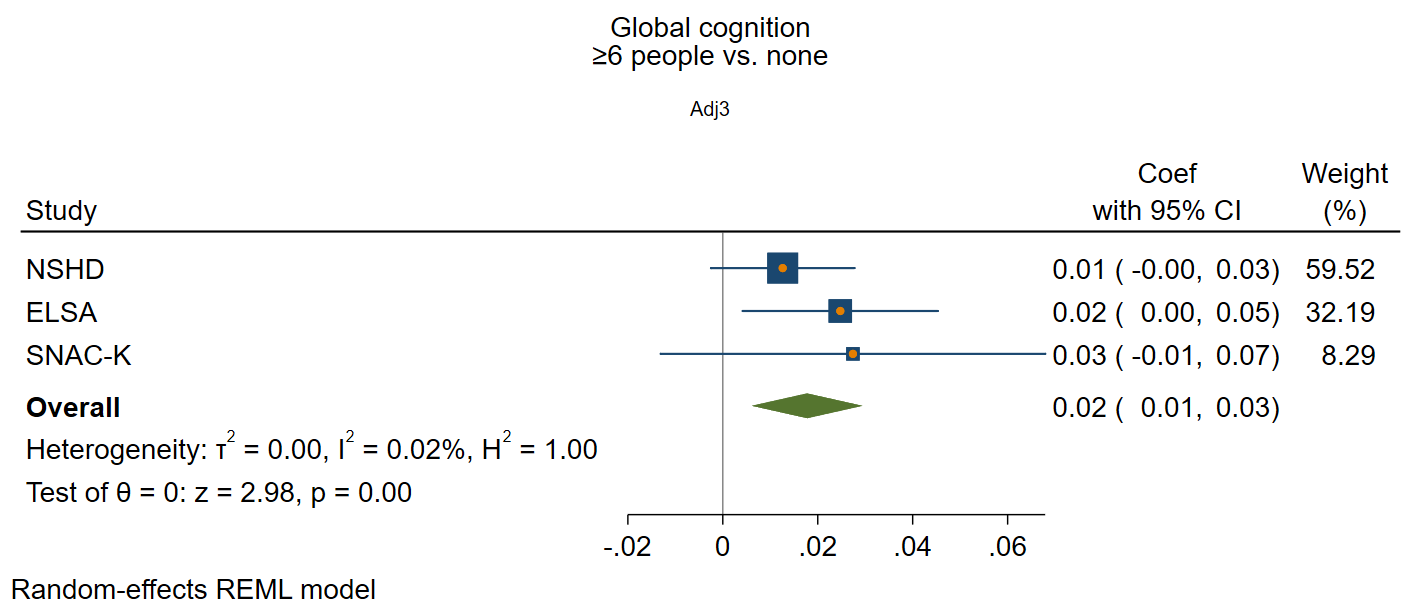 Global cognition
≥6 people vs. none
Adj3
Coef Weight
Study with 95% CI (%)
NSHD 0.01 ( -0.00, 0.03) 59.52
ELSA 0.02 ( 0.00, 0.05) 32.19
SNAC-K 0.03 ( -0.01, 0.07) 8.29
Overall 0.02 ( 0.01, 0.03)
Heterogeneity: τ² = 0.00, I² = 0.02%, H² = 1.00
Test of θ = 0: z = 2.98, p = 0.00
-.02 0 .02 .04 .06
Random-effects REML model